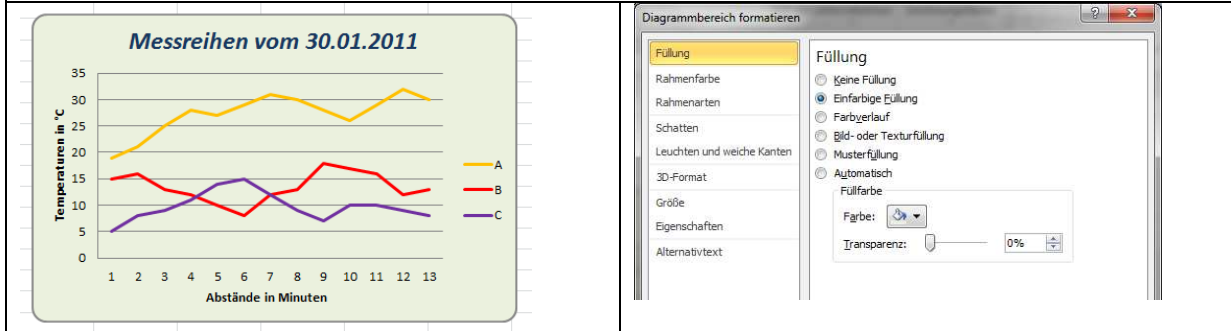 Messreihen vom 30.01.2011
35
30
25
20
15
10
5
0
Temperaturen in °C
1 2 3 4 5 6 7 8 9 10 11 12 13
Abstände in Minuten
A
B
C
Diagrammbereich formatieren
Füllung
Rahmenfarbe
Rahmenarten
Schatten
Leuchten und weiche Kanten
3D-Format
Größe
Eigenschaften
Alternativtext
Füllung
Keine Füllung
Einfarbige Füllung
Farbverlauf
Bild- oder Texturfüllung
Musterfüllung
Automatisch
Füllfarbe
Farbe:
Transparenz: 0%